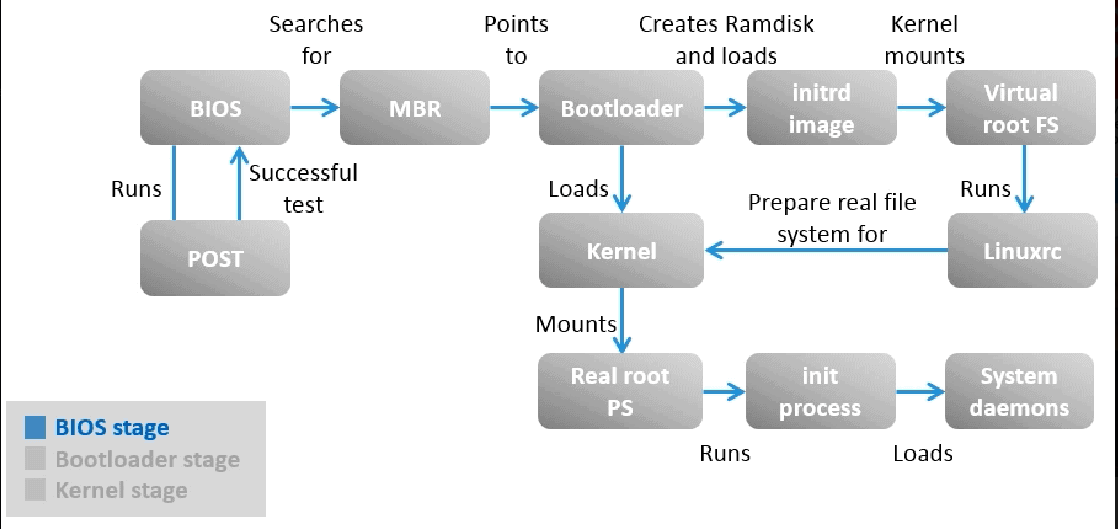 Searches
for
Points
to
Creates Ramdisk
and loads
Kernel
mounts
BIOS
MBR
Bootloader
initrd
image
Virtual
root FS
Runs
Successful
test
Loads
Prepare real file
system for
Runs
POST
Kernel
Linuxrc
Mounts
Real root
PS
init
process
System
daemons
Runs
Loads
BIOS stage
Bootloader stage
Kernel stage